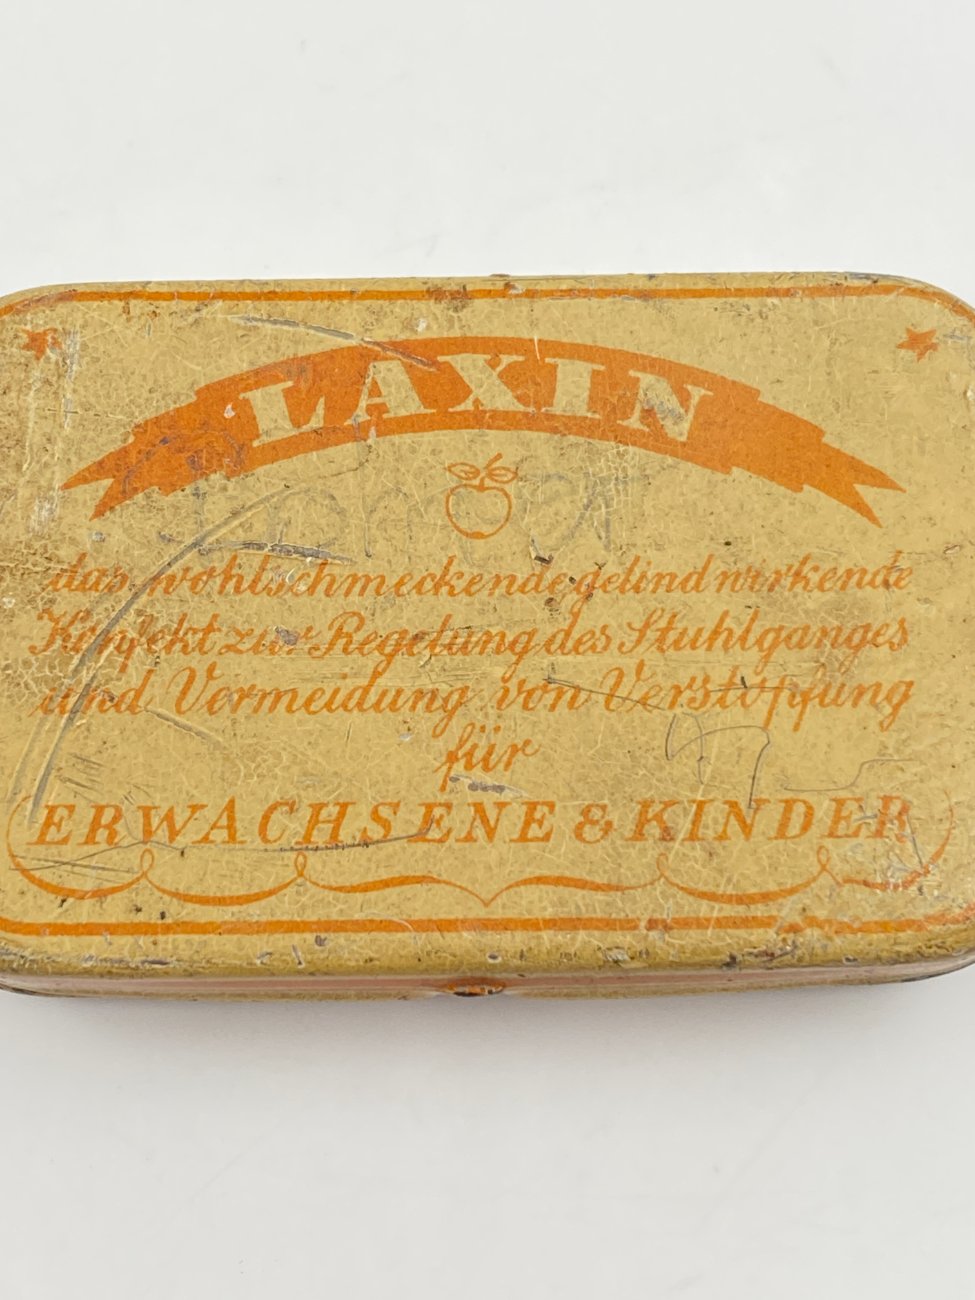 LAXIN
das wohlschmeckende gelind wirkende
Konfekt zur Regelung des Stuhlganges
und Vermeidung von Verstopfung
für
ERWACHSENE & KINDER